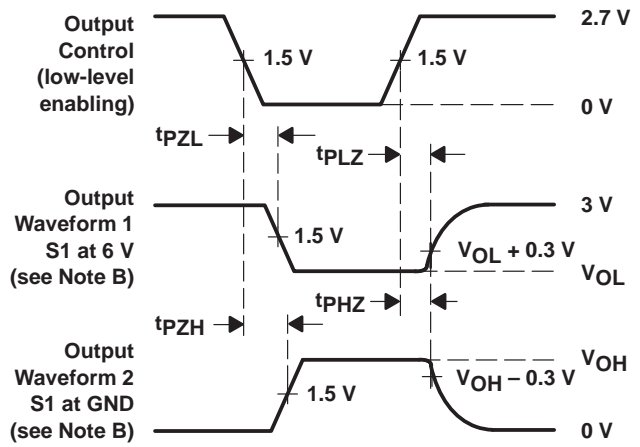 Output
Control
(low-level
enabling)
2.7 V
1.5 V
1.5 V
0 V
tPZL
tPLZ
Output
Waveform 1
S1 at 6 V
(see Note B)
3 V
1.5 V
VOL + 0.3 V
VOL
tPZH
tPHZ
Output
Waveform 2
S1 at GND
(see Note B)
VOH
VOH – 0.3 V
1.5 V
0 V